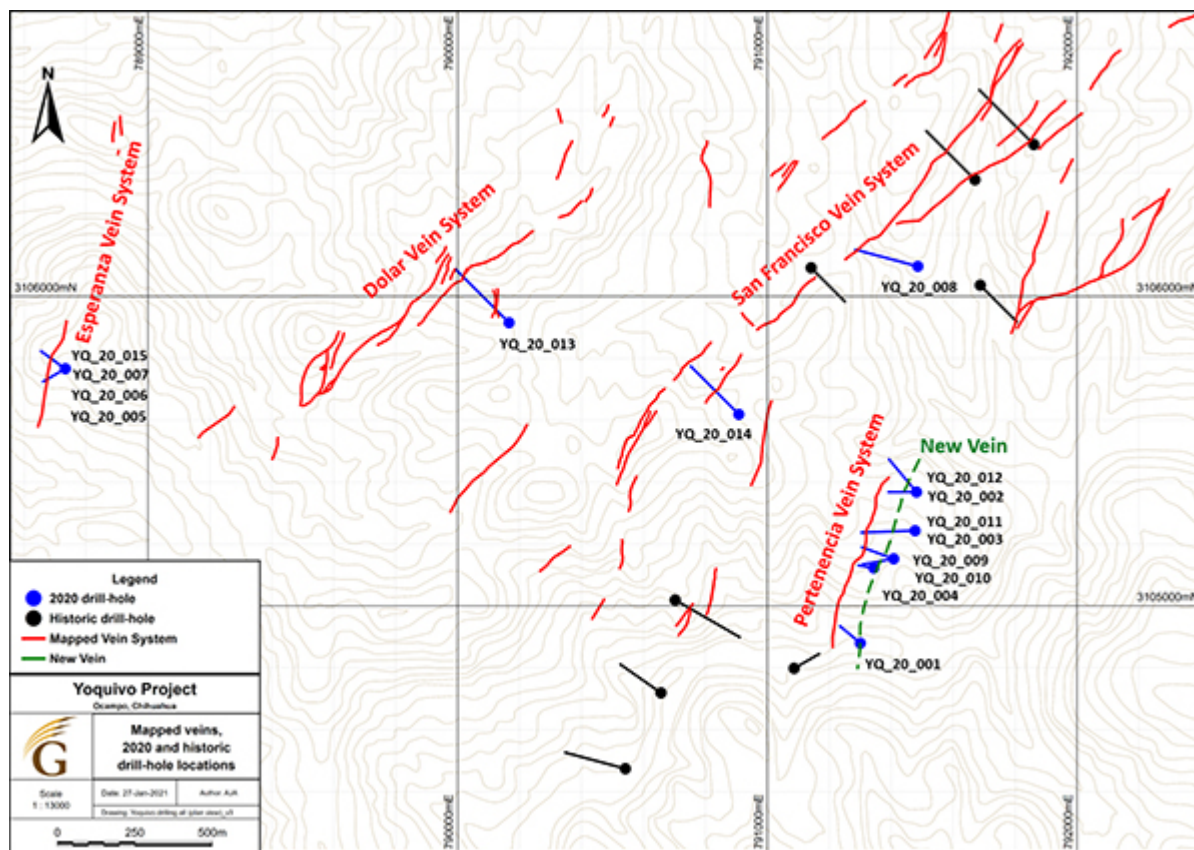 789000mE
790000mE
791000mE
792000mE
N
Esperanza Vein System
Dolar Vein System
San Francisco Vein System
3106000mN
3106000mN
YQ_20_008
YQ_20_013
YQ_20_015
YQ_20_007
YQ_20_006
YQ_20_005
YQ_20_014
Pertenencia Vein System
New Vein
YQ_20_012
YQ_20_002
YQ_20_011
YQ_20_003
YQ_20_009
YQ_20_010
YQ_20_004
3105000mN
YQ_20_001
Legend
2020 drill-hole
Historic drill-hole
Mapped Vein System
New Vein
Yoquivo Project
Ocampo, Chihuahua
G
Mapped veins,
2020 and historic
drill-hole locations
Scale
1 : 13000
Date: 27-Jan-2021
Author: AJA
0 250 500m
790000mE
791000mE
792000mE